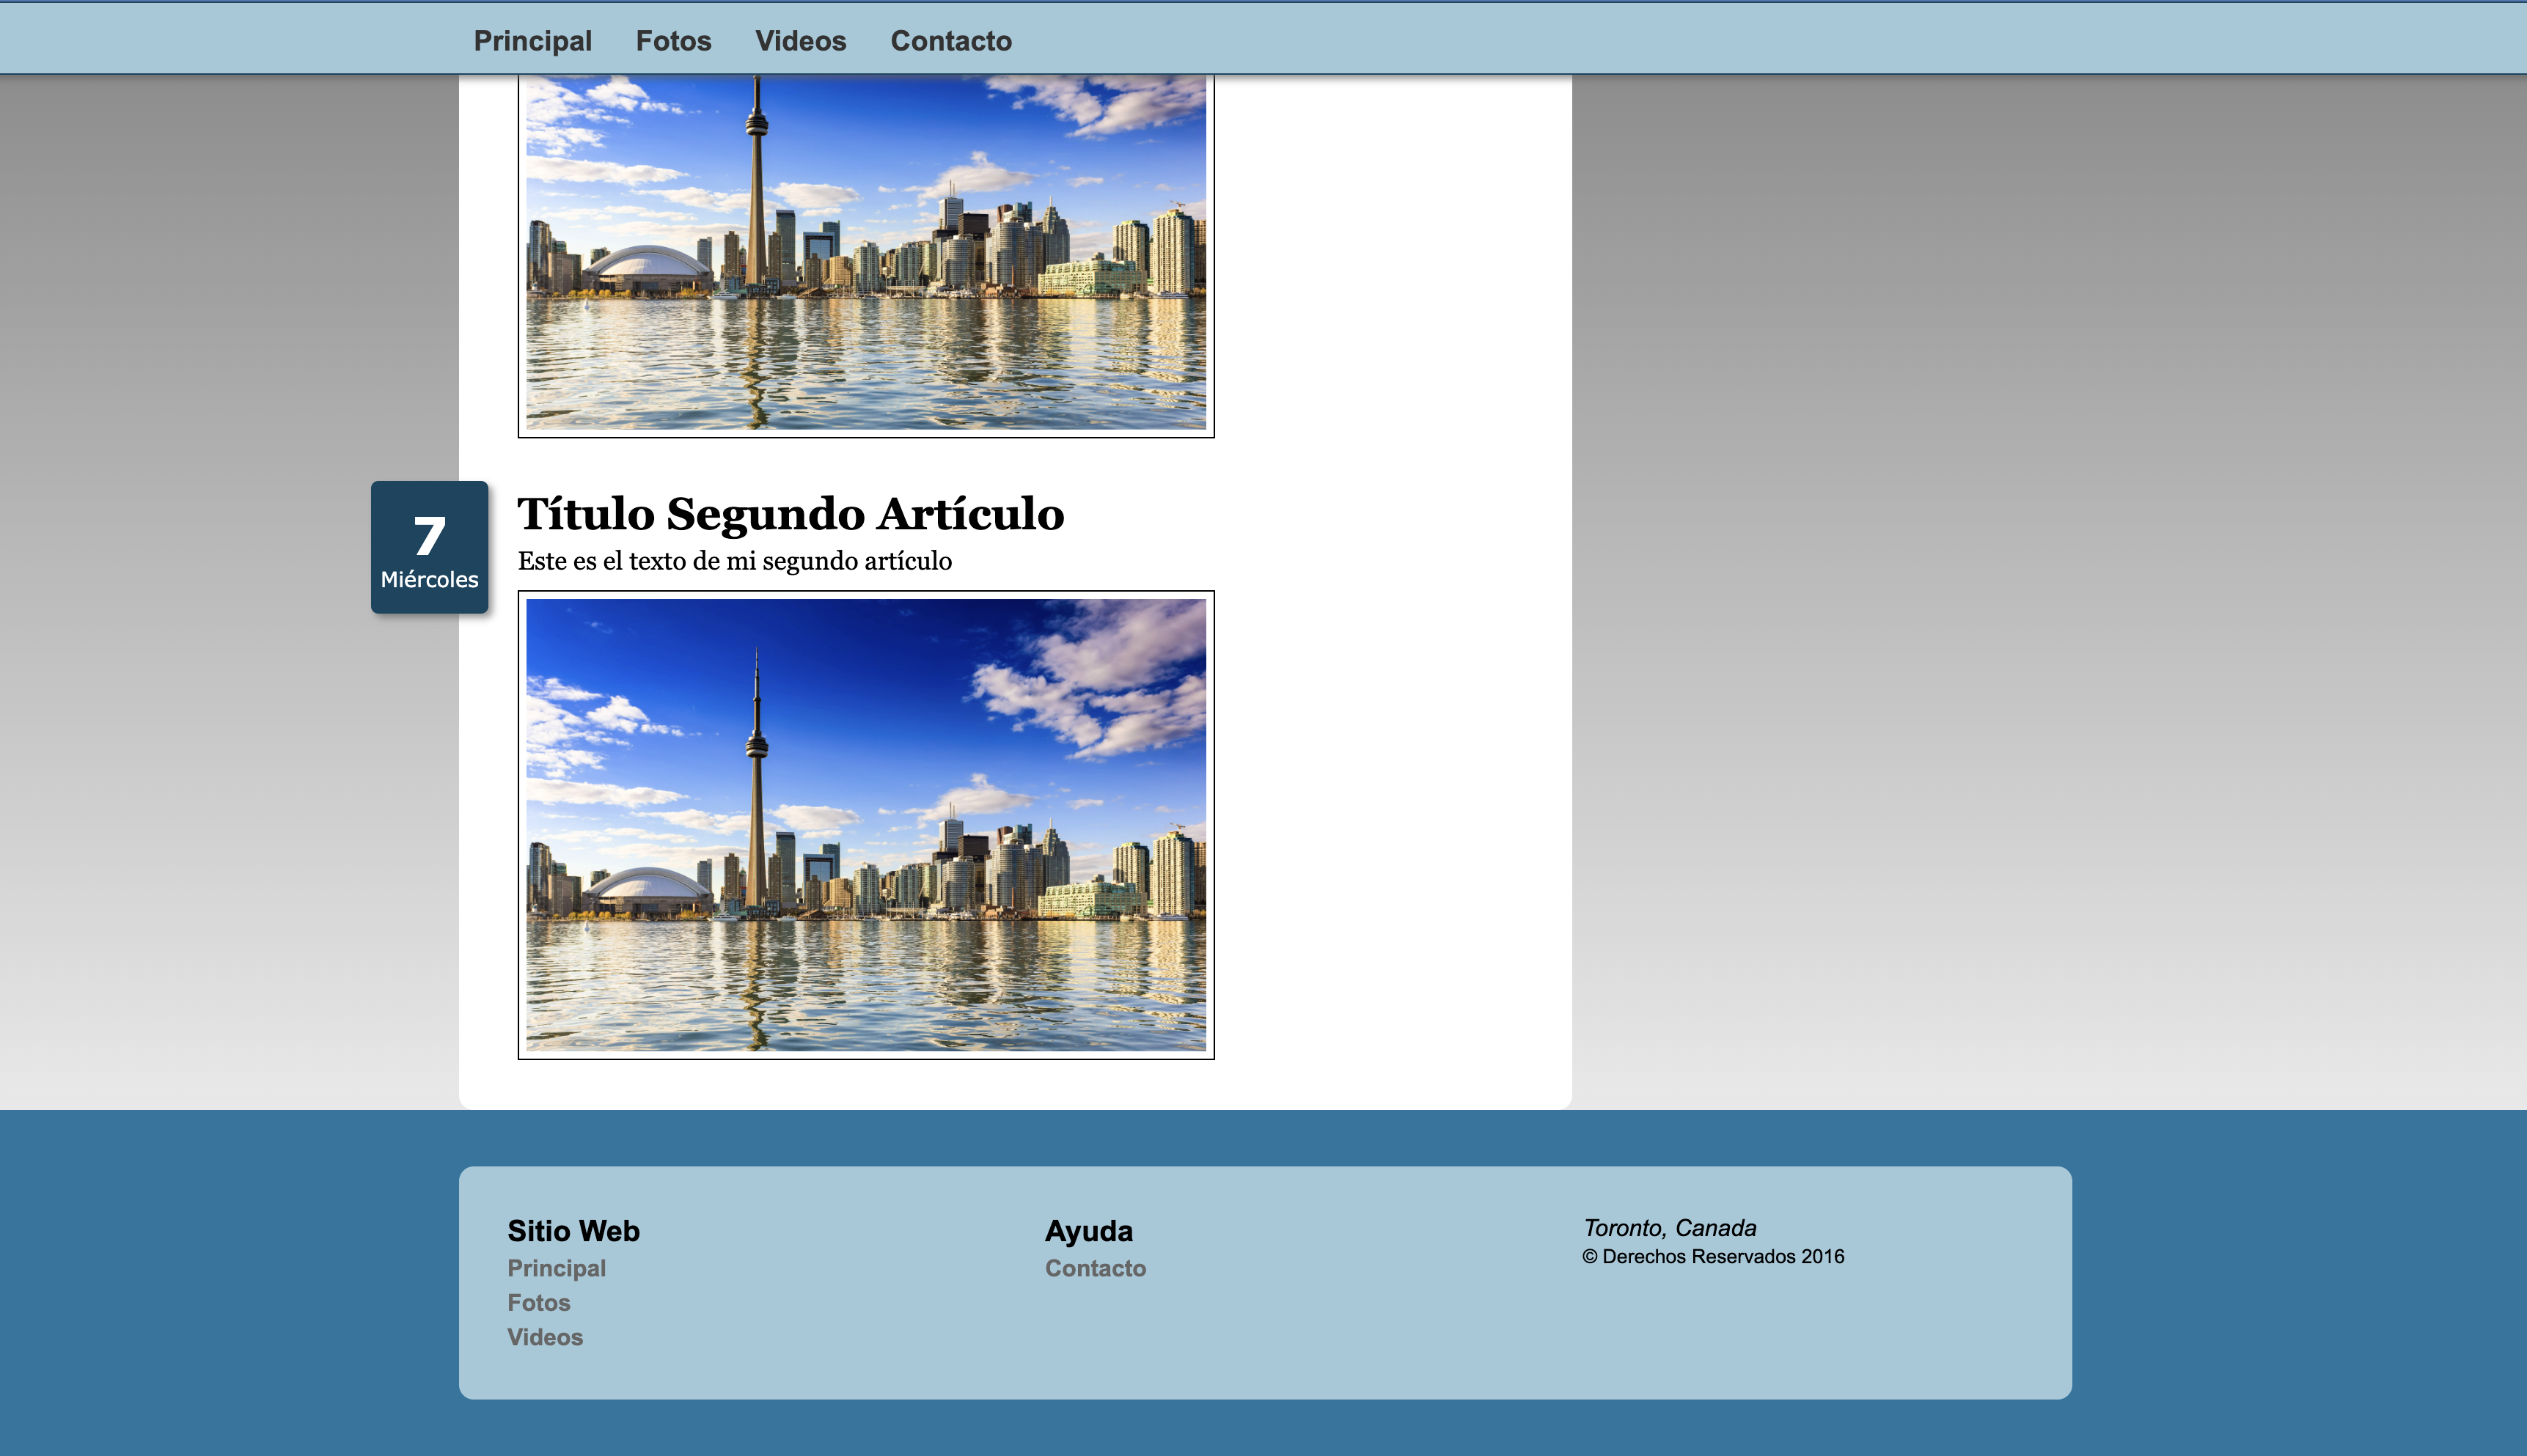 Principal Fotos Videos Contacto
7
Miércoles
Título Segundo Artículo
Este es el texto de mi segundo artículo
Sitio Web
Principal
Fotos
Videos
Ayuda
Contacto
Toronto, Canada
© Derechos Reservados 2016